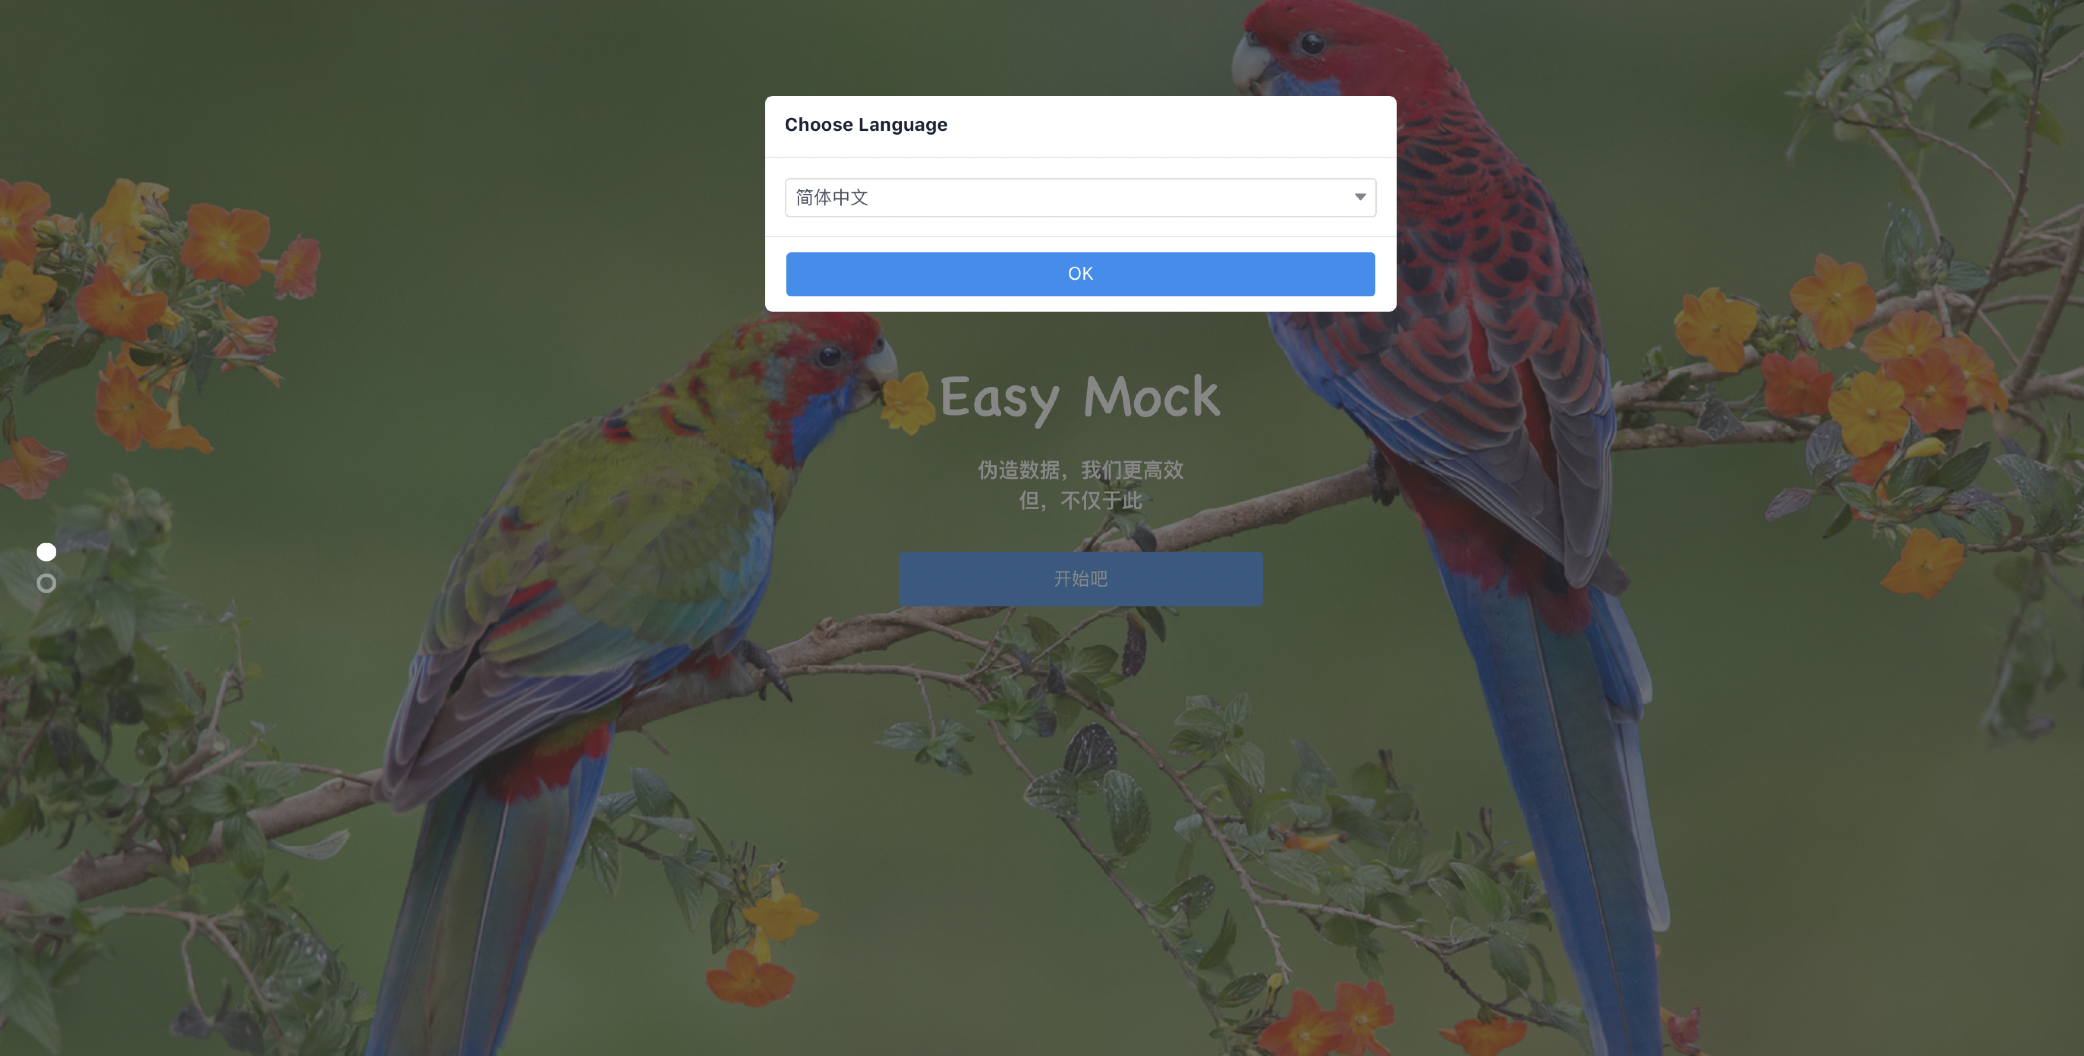 Choose Language
简体中文
OK
Easy Mock
伪造数据，我们更高效
但，不仅于此
开始吧